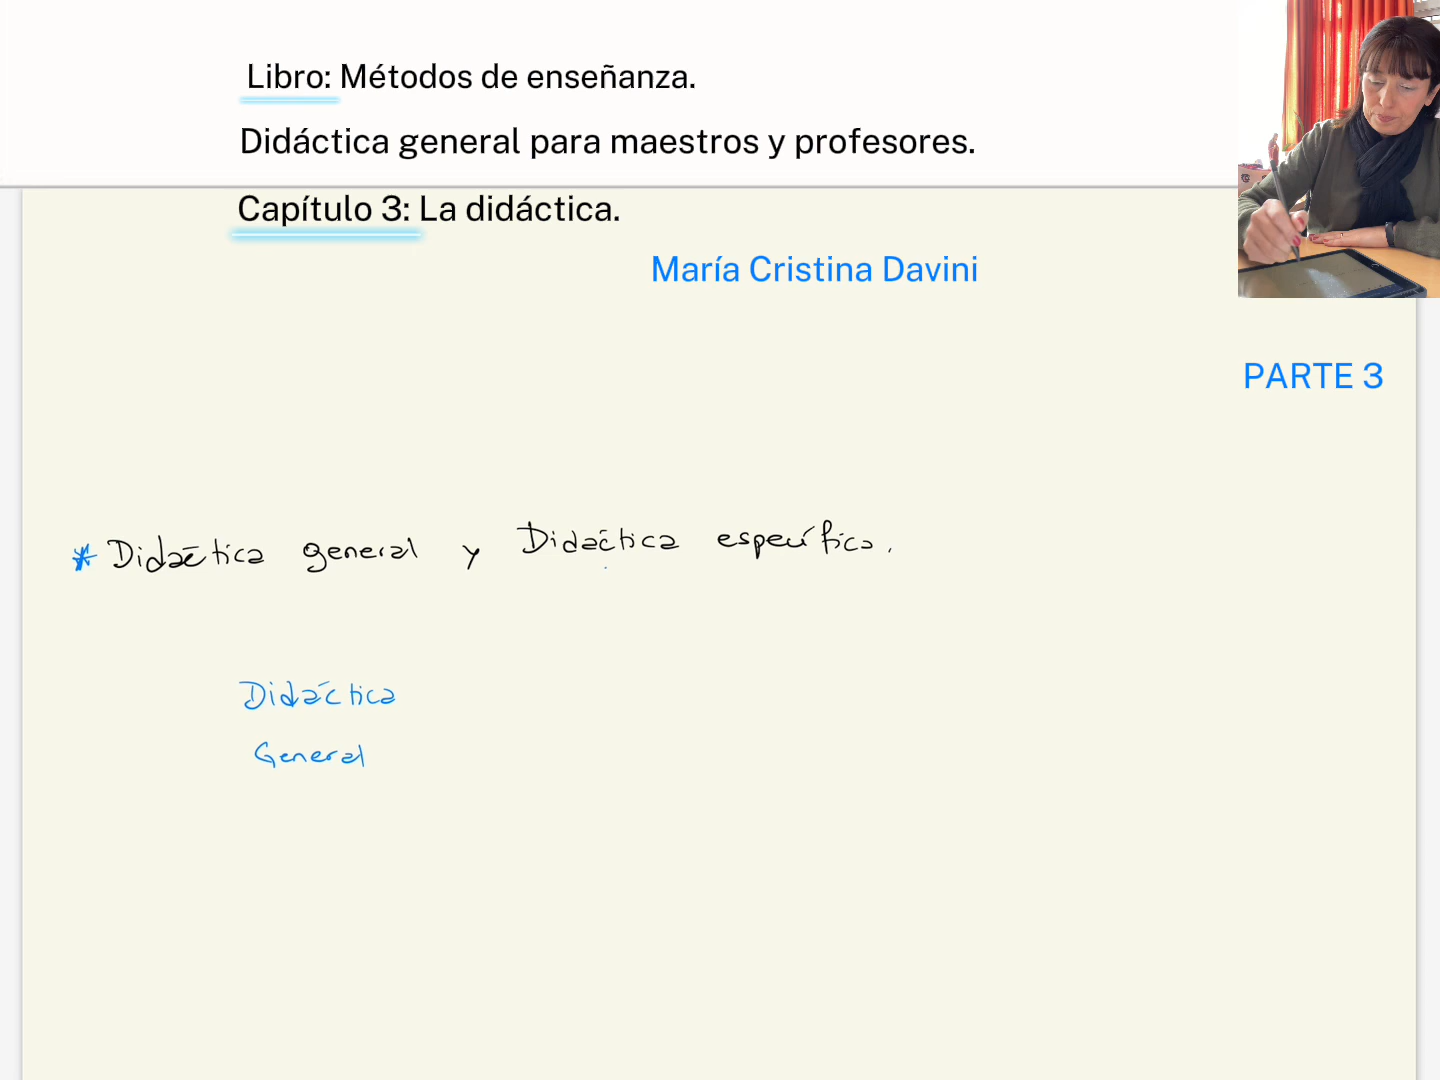 Libro: Métodos de enseñanza.
Didáctica general para maestros y profesores.
Capítulo 3: La didáctica.
María Cristina Davini
PARTE 3
* Didáctica general y Didáctica específica.
Didáctica
General